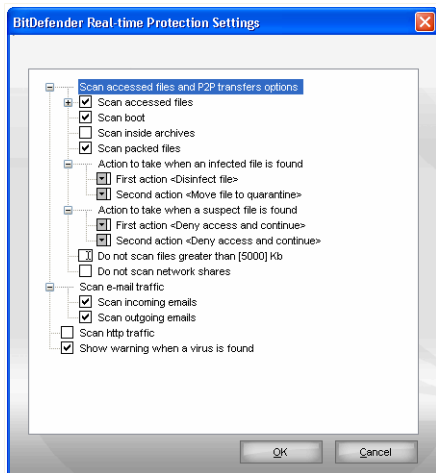 BitDefender Real-time Protection Settings
Scan accessed files and P2P transfers options
Scan accessed files
Scan boot
Scan inside archives
Scan packed files
Action to take when an infected file is found
First action <Disinfect file>
Second action <Move file to quarantine>
Action to take when a suspect file is found
First action <Deny access and continue>
Second action <Deny access and continue>
Do not scan files greater than [5000] Kb
Do not scan network shares
Scan e-mail traffic
Scan incoming emails
Scan outgoing emails
Scan http traffic
Show warning when a virus is found
OK Cancel